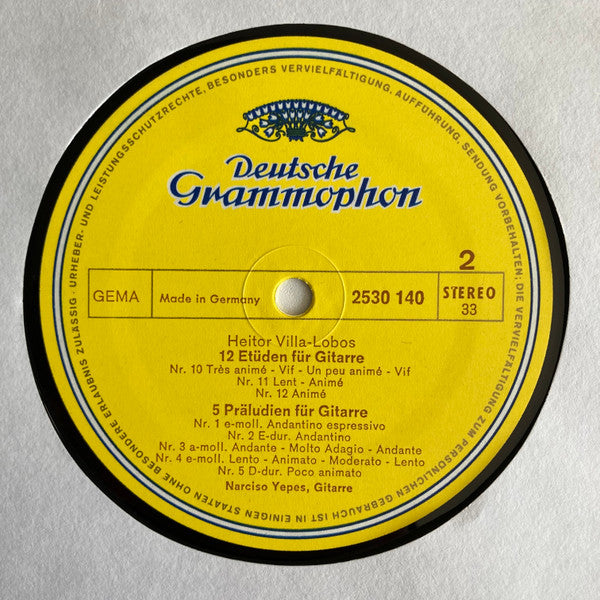 URHEBER- UND LEISTUNGSSCHUTZRECHTE, BESONDERS VERVIELFÄLTIGUNG, AUFFÜHRUNG, SENDUNG VORBEHALTEN; DIE VERVIELFÄLTIGUNG ZUM PERSÖNLICHEN GEBRAUCH IST IN EINIGEN STAATEN OHNE BESONDERE ERLAUBNIS ZULÄSSIG ·
Deutsche
Grammophon
2
GEMA Made in Germany 2530 140 STEREO
33
Heitor Villa-Lobos
12 Etüden für Gitarre
Nr. 10 Très animé - Vif - Un peu animé - Vif
Nr. 11 Lent - Animé
Nr. 12 Animé
5 Präludien für Gitarre
Nr. 1 e-moll. Andantino espressivo
Nr. 2 E-dur. Andantino
Nr. 3 a-moll. Andante - Molto Adagio - Andante
Nr. 4 e-moll. Lento - Animato - Moderato - Lento
Nr. 5 D-dur. Poco animato
Narciso Yepes, Gitarre